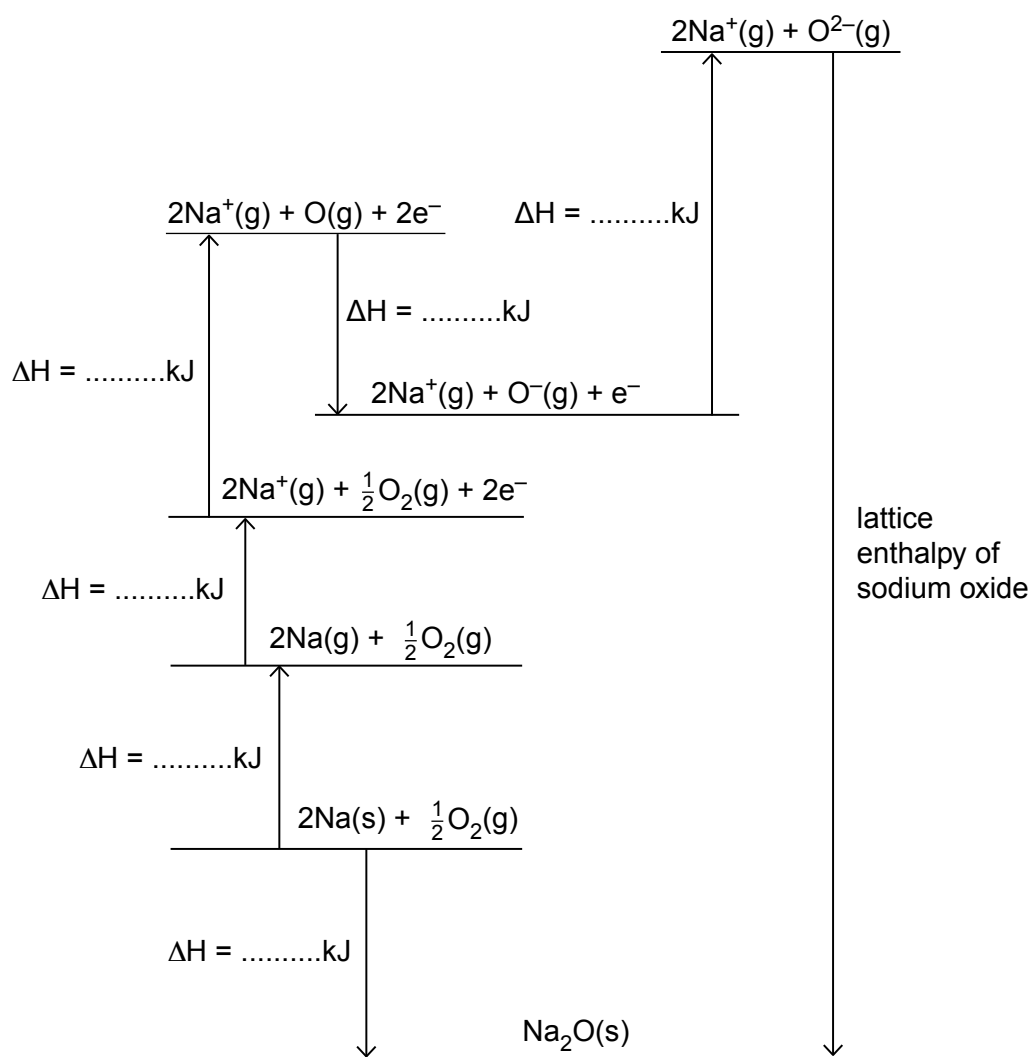 2Na⁺(g) + O²⁻(g)
2Na⁺(g) + O(g) + 2e⁻
ΔH = ..........kJ
ΔH = ..........kJ
ΔH = ..........kJ
2Na⁺(g) + O⁻(g) + e⁻
2Na⁺(g) + ½O₂(g) + 2e⁻
lattice
enthalpy of
sodium oxide
ΔH = ..........kJ
2Na(g) + ½O₂(g)
ΔH = ..........kJ
2Na(s) + ½O₂(g)
ΔH = ..........kJ
Na₂O(s)